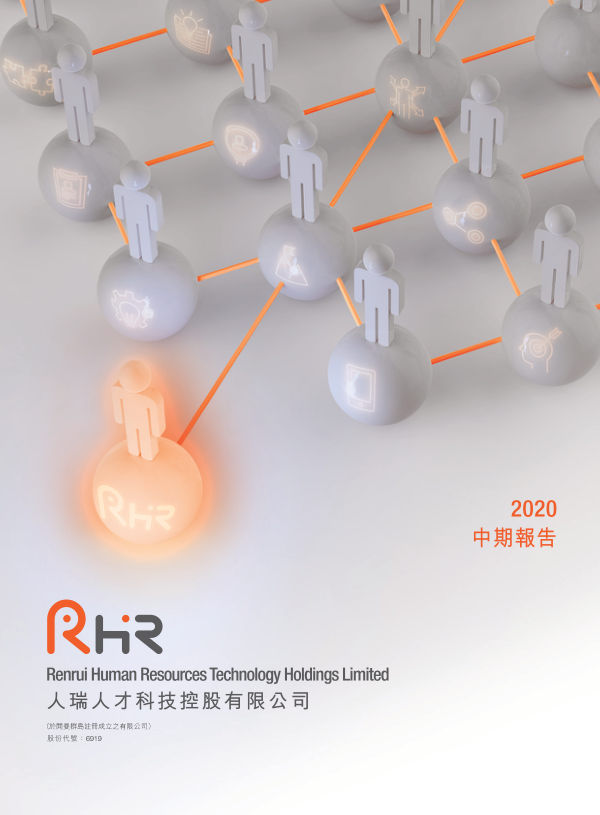 RHR
2020
中期報告
RHR
Renrui Human Resources Technology Holdings Limited
人瑞人才科技控股有限公司
(於開曼群島註冊成立之有限公司)
股份代號：6919